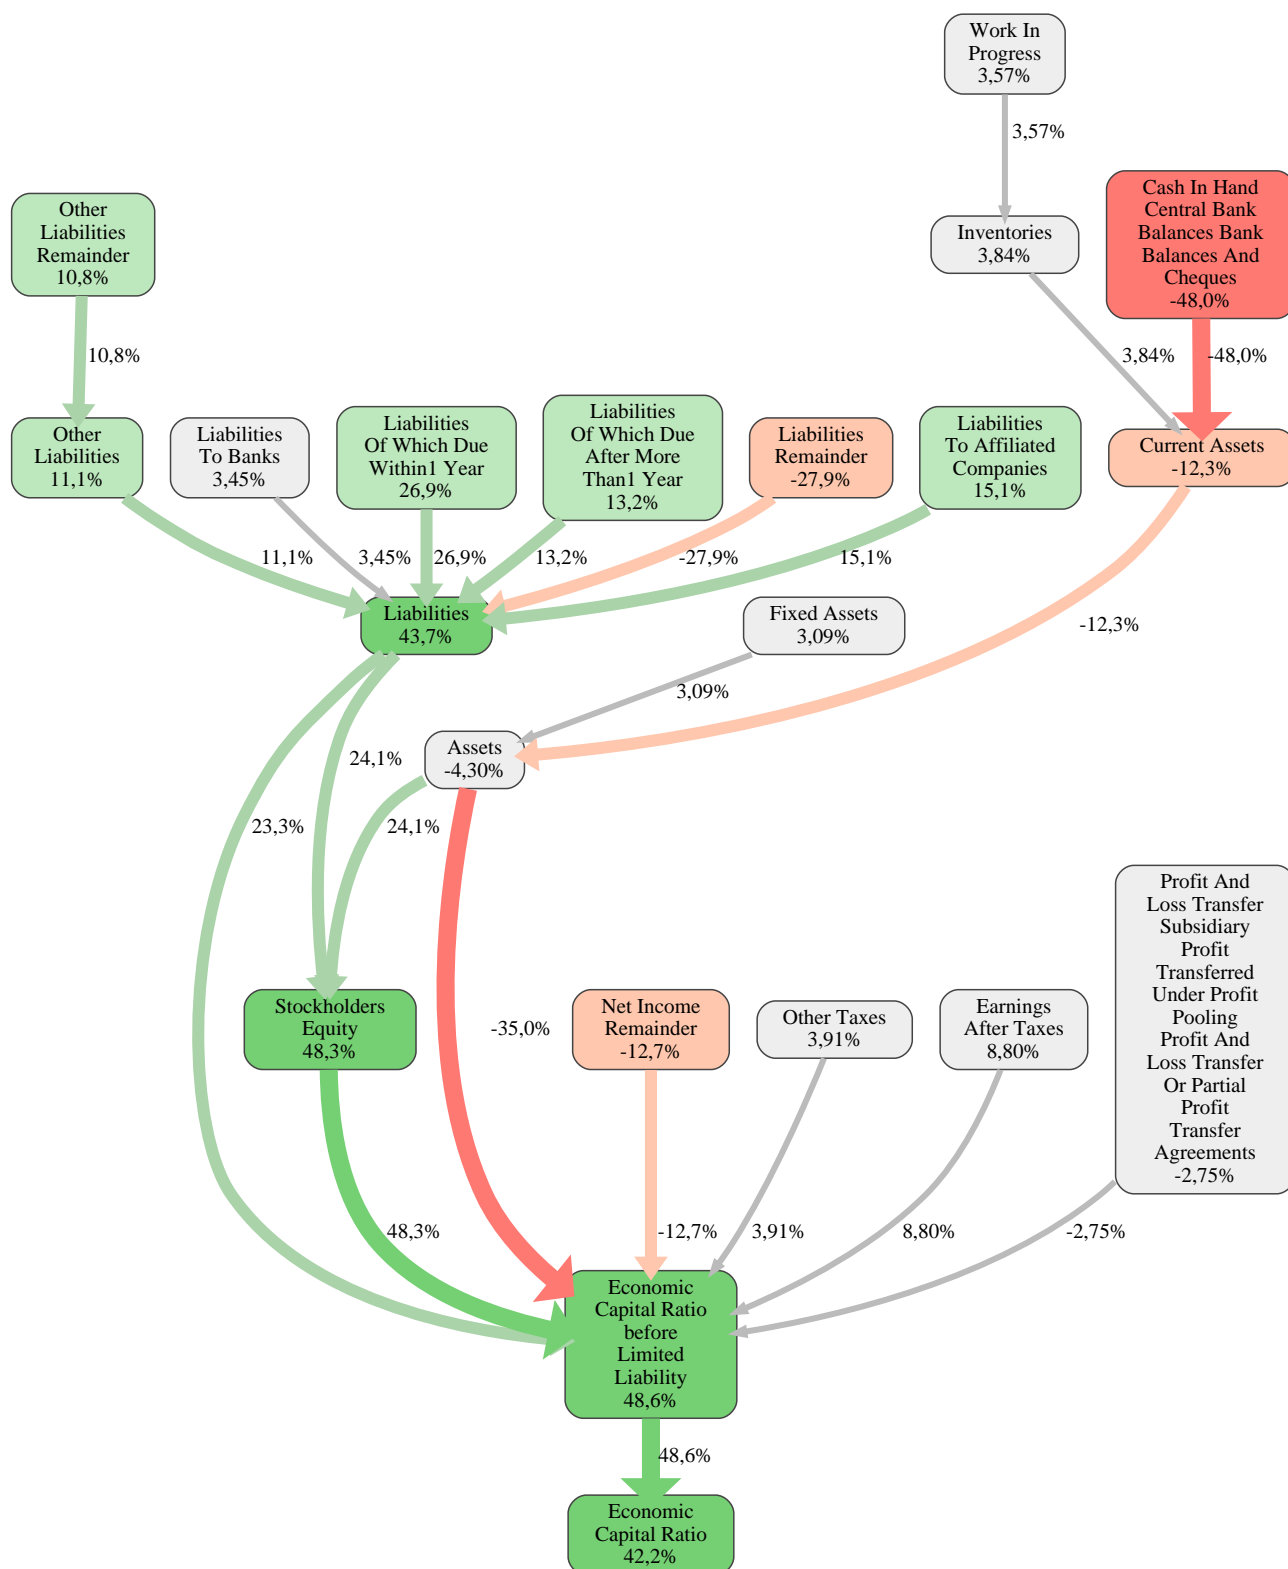 Work In
Progress
3,57%
3,57%
Cash In Hand
Central Bank
Balances Bank
Balances And
Cheques
-48,0%
Other
Liabilities
Remainder
10,8%
Inventories
3,84%
10,8%
3,84%
-48,0%
Other
Liabilities
11,1%
Liabilities
To Banks
3,45%
Liabilities
Of Which Due
Within1 Year
26,9%
Liabilities
Of Which Due
After More
Than1 Year
13,2%
Liabilities
Remainder
-27,9%
Liabilities
To Affiliated
Companies
15,1%
Current Assets
-12,3%
11,1%
3,45%
26,9%
13,2%
-27,9%
15,1%
Liabilities
43,7%
Fixed Assets
3,09%
-12,3%
3,09%
Assets
-4,30%
24,1%
23,3%
24,1%
Profit And
Loss Transfer
Subsidiary
Profit
Transferred
Under Profit
Pooling
Profit And
Loss Transfer
Or Partial
Profit
Transfer
Agreements
-2,75%
Stockholders
Equity
48,3%
-35,0%
Net Income
Remainder
-12,7%
Other Taxes
3,91%
Earnings
After Taxes
8,80%
48,3%
-12,7%
3,91%
8,80%
-2,75%
Economic
Capital Ratio
before
Limited
Liability
48,6%
48,6%
Economic
Capital Ratio
42,2%